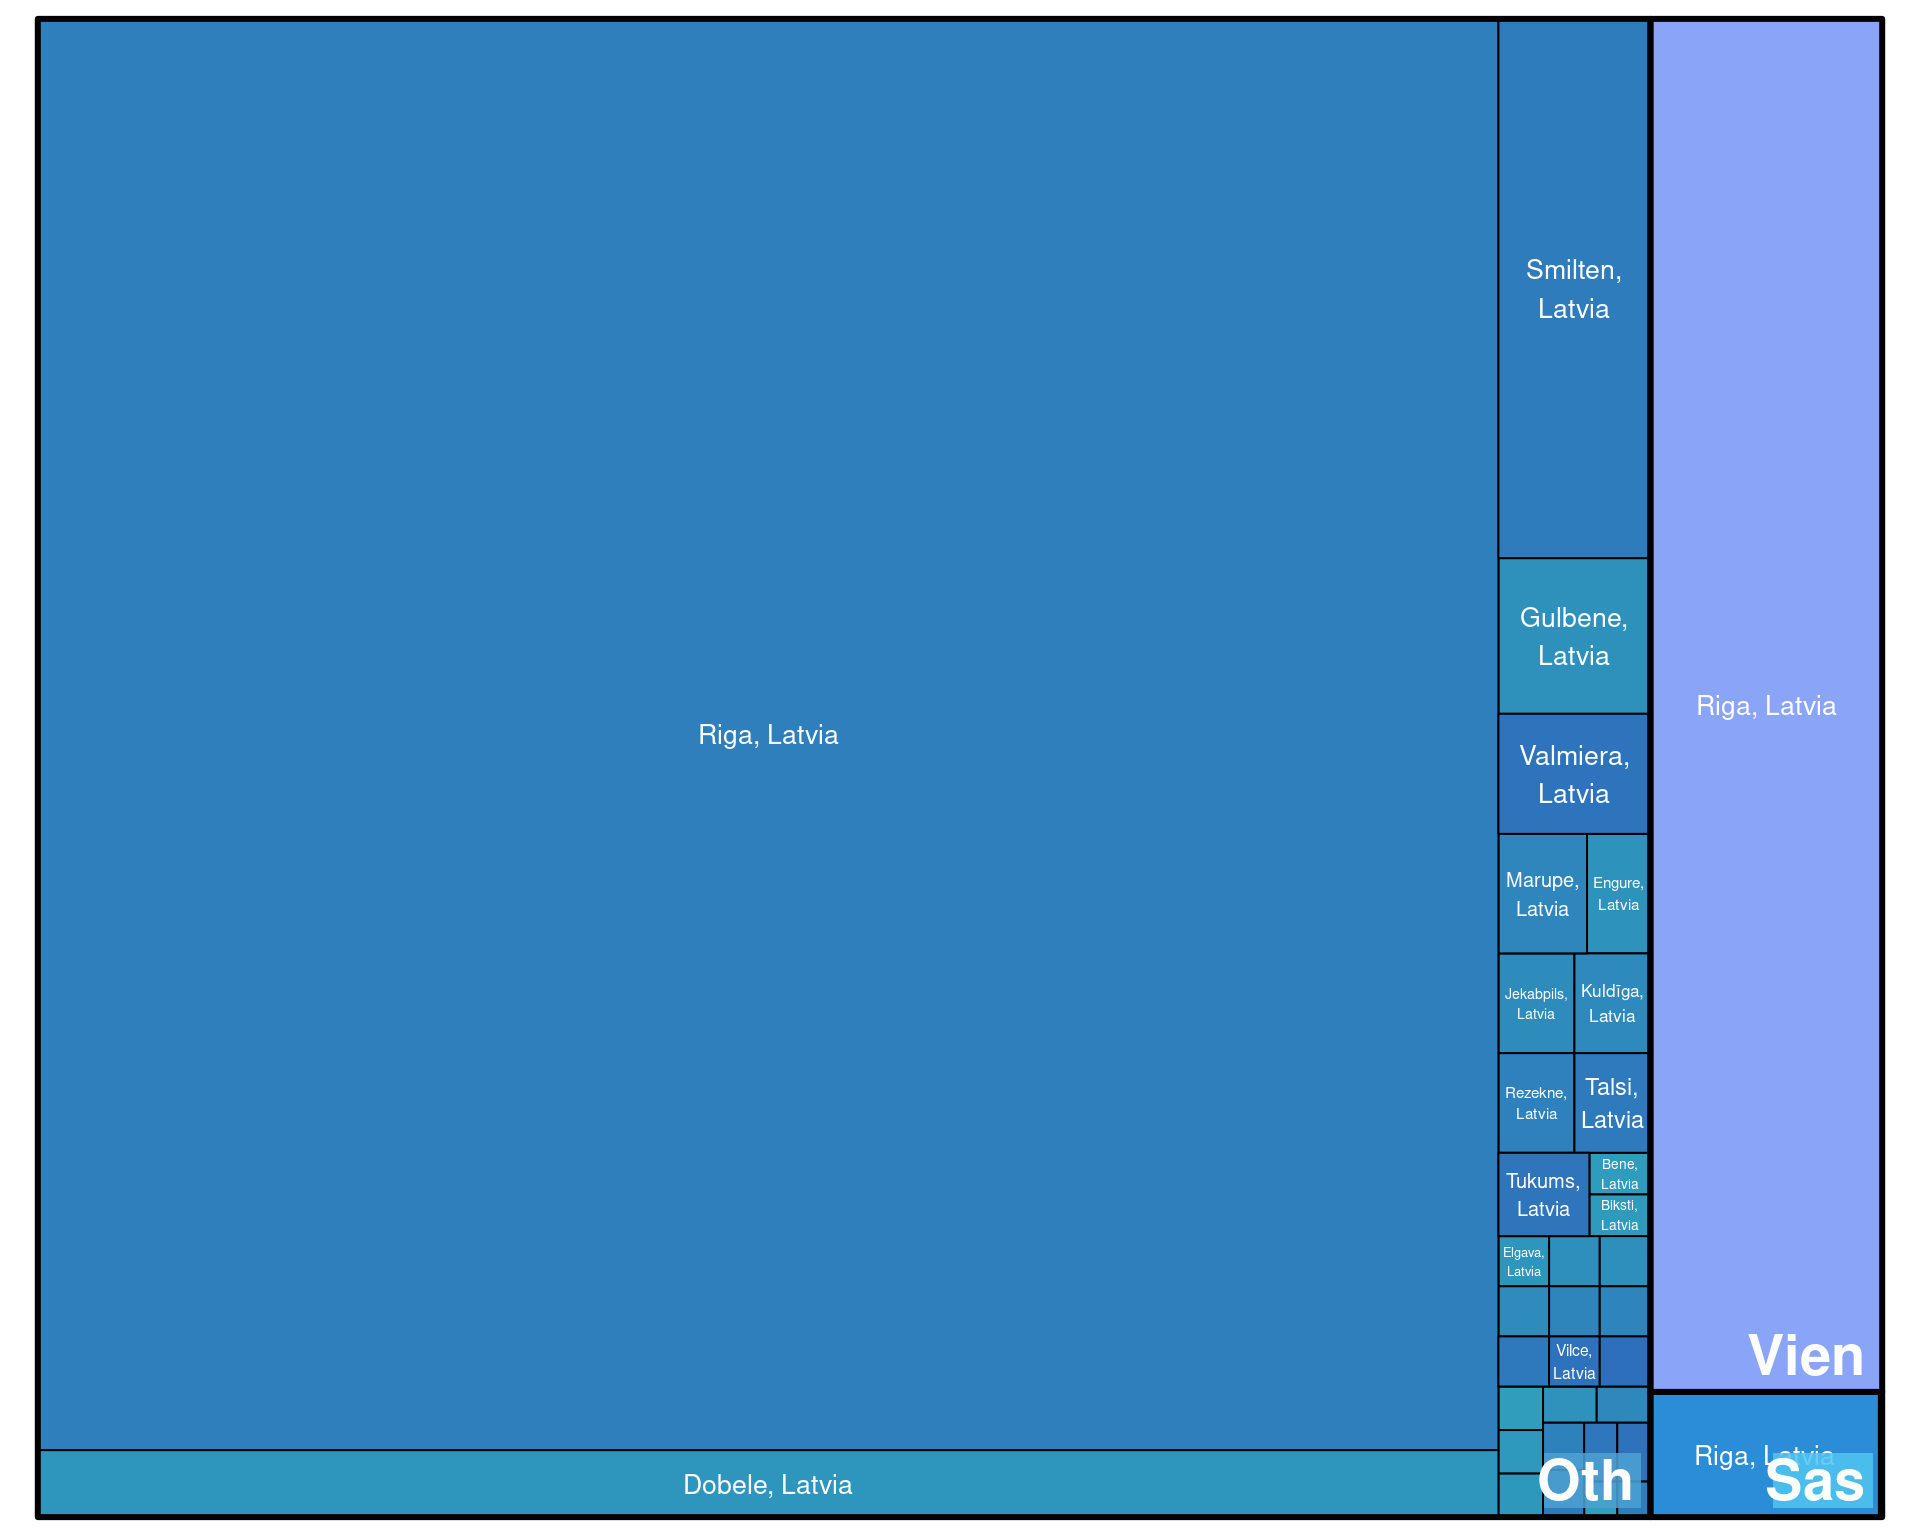 Riga, Latvia
Dobele, Latvia
Smilten,
Latvia
Gulbene,
Latvia
Valmiera,
Latvia
Marupe,
Latvia
Engure,
Latvia
Jekabpils,
Latvia
Kuldīga,
Latvia
Rezekne,
Latvia
Talsi,
Latvia
Tukums,
Latvia
Bene,
Latvia
Biksti,
Latvia
Elgava,
Latvia
Vilce,
Latvia
Oth
Riga, Latvia
Vien
Riga, Latvia
Sas